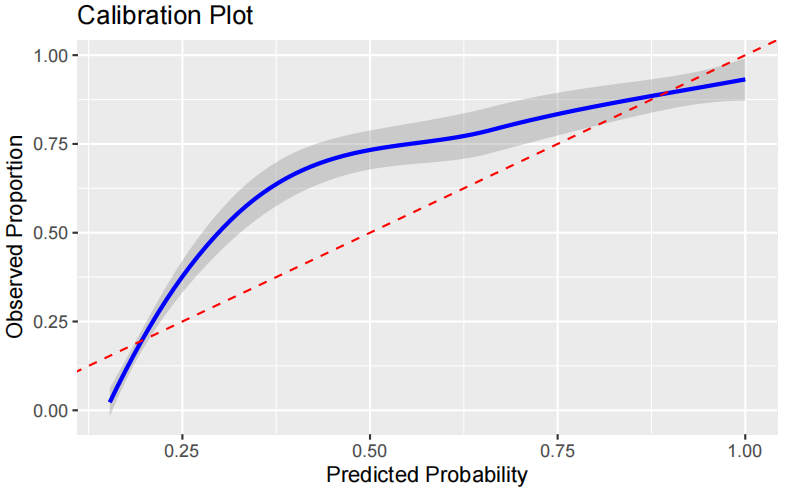 Calibration Plot
1.00
0.75
0.50
0.25
0.00
Observed Proportion
0.25 0.50 0.75 1.00
Predicted Probability